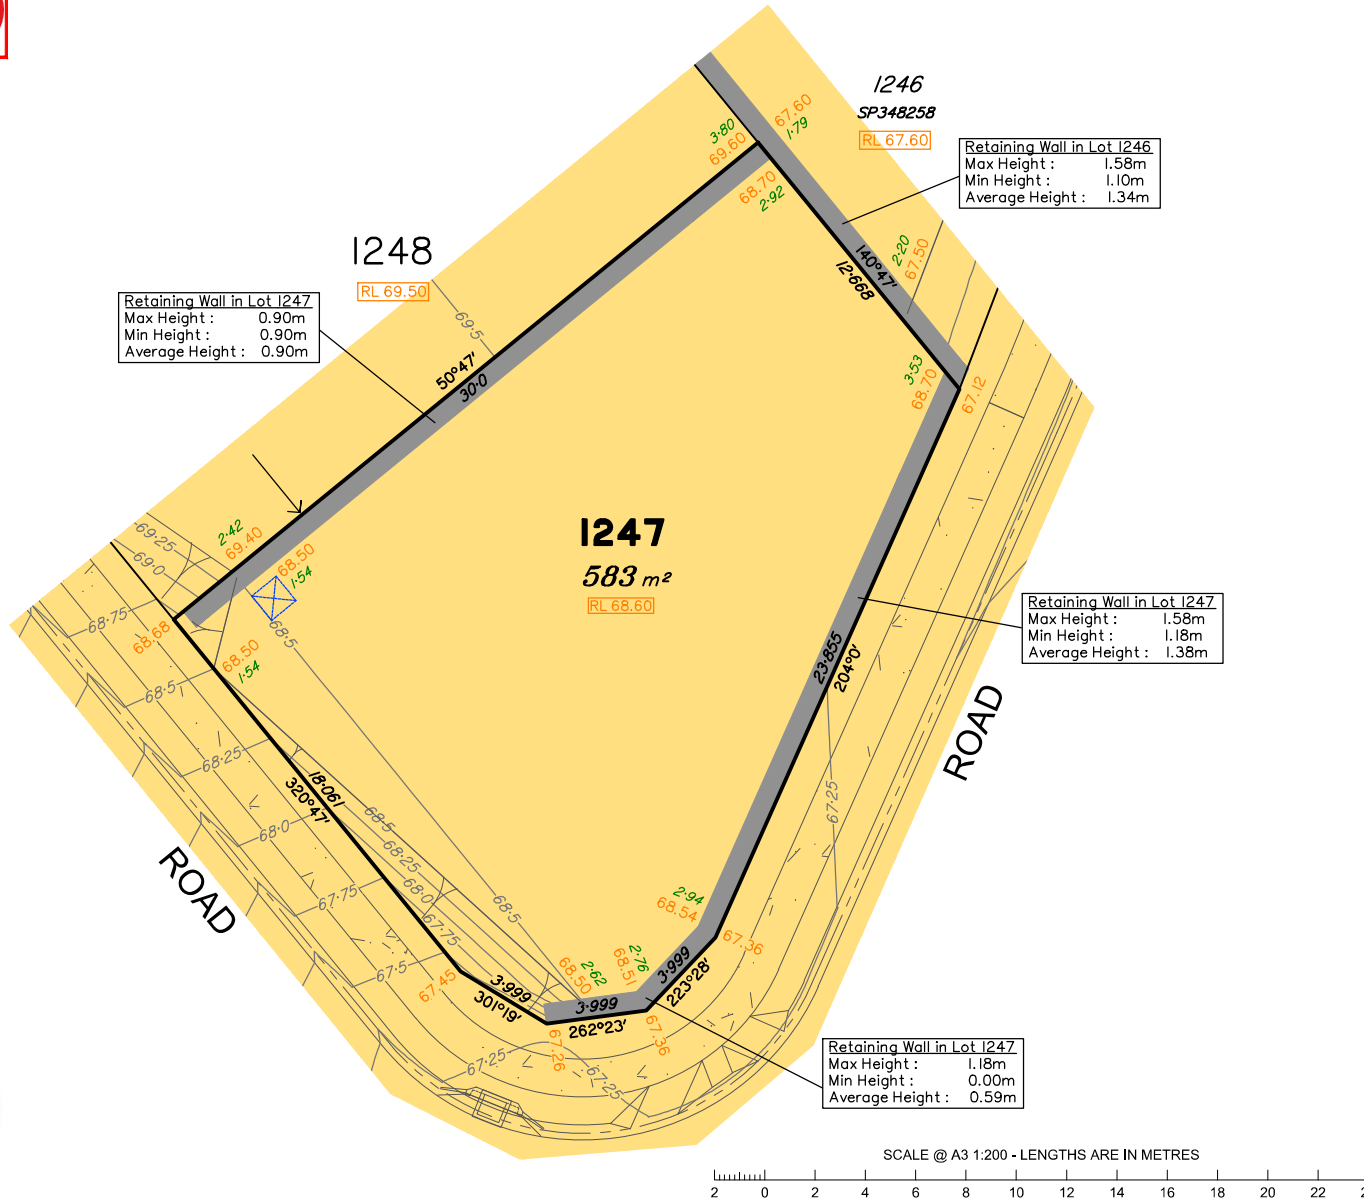 1246
SP348258
RL 67.60
3·80
69.60
67.60
1·79
68.70
2·92
Retaining Wall in Lot 1246
Max Height : 1.58m
Min Height : 1.10m
Average Height : 1.34m
1248
RL 69.50
69·5
Retaining Wall in Lot 1247
Max Height : 0.90m
Min Height : 0.90m
Average Height : 0.90m
50°47'
30·0
140°47'
12·668
2·20
67.50
3·53
68.70
67.12
2·42
69.40
69·25
69·0
68.50
1·54
1247
583 m²
RL 68.60
68·75
68.68
68·5
68.50
1·54
68·5
68·25
Retaining Wall in Lot 1247
Max Height : 1.58m
Min Height : 1.18m
Average Height : 1.38m
23·855
204°0'
ROAD
67·25
18·061
320°47'
68·0
68·5
68·25
68·0
67·75
67·75
67·5
ROAD
68·5
2·94
68.54
67.36
67.45
3·999
301°19'
68.50
2·62
68.51
2·76
3·999
223°28'
3·999
262°23'
67.26
67.36
67·25
67·25
Retaining Wall in Lot 1247
Max Height : 1.18m
Min Height : 0.00m
Average Height : 0.59m
SCALE @ A3 1:200 - LENGTHS ARE IN METRES
2 0 2 4 6 8 10 12 14 16 18 20 22